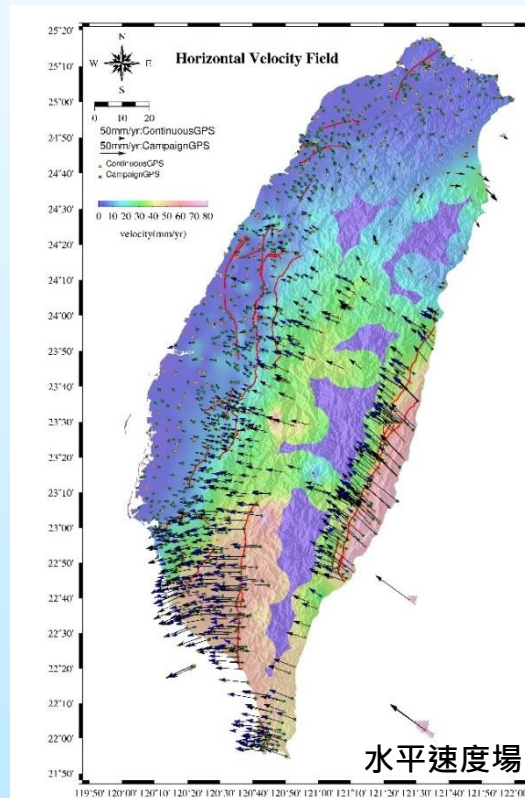 Horizontal Velocity Field
N
W E
S
0 10 20
50mm/yr:ContinuousGPS
50mm/yr:CampaignGPS
ContinuousGPS
CampaignGPS
0 10 20 30 40 50 60 70 80
velocity(mm/yr)
25°20'
25°10'
25°00'
24°50'
24°40'
24°30'
24°20'
24°10'
24°00'
23°50'
23°40'
23°30'
23°20'
23°10'
23°00'
22°50'
22°40'
22°30'
22°20'
22°10'
22°00'
21°50'
水平速度場
119°50' 120°00' 120°10' 120°20' 120°30' 120°40' 120°50' 121°00' 121°10' 121°20' 121°30' 121°40' 121°50'